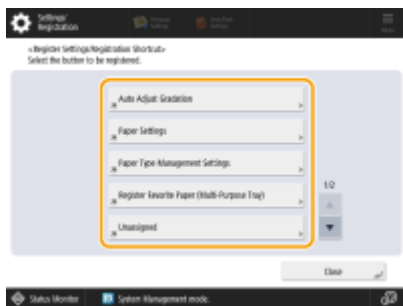 Settings/
Registration
<Register Settings/Registration Shortcut>
Select the button to be registered.
Auto Adjust Gradation
Paper Settings
Paper Type Management Settings
Register Favorite Paper (Multi-Purpose Tray)
Unassigned
1/2
Close
Status Monitor
System Management mode.